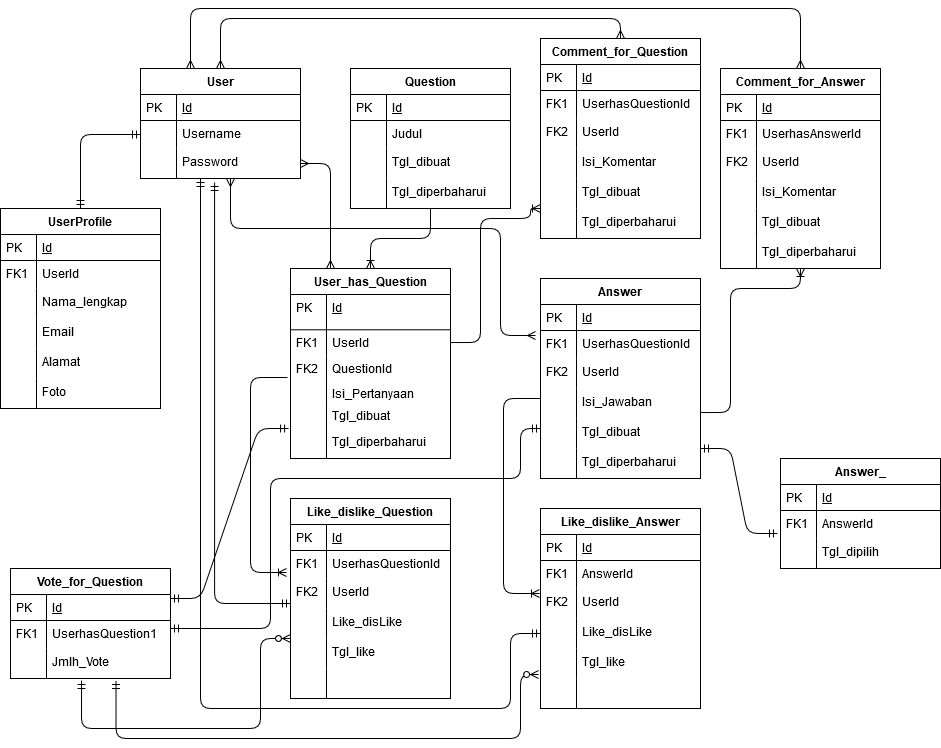 User
PK Id
Username
Password
Question
PK Id
Judul
Tgl_dibuat
Tgl_diperbaharui
Comment_for_Question
PK Id
FK1 UserhasQuestionId
FK2 UserId
Isi_Komentar
Tgl_dibuat
Tgl_diperbaharui
Comment_for_Answer
PK Id
FK1 UserhasAnswerId
FK2 UserId
Isi_Komentar
Tgl_dibuat
Tgl_diperbaharui
UserProfile
PK Id
FK1 UserId
Nama_lengkap
Email
Alamat
Foto
User_has_Question
PK Id
FK1 UserId
FK2 QuestionId
Isi_Pertanyaan
Tgl_dibuat
Tgl_diperbaharui
Answer
PK Id
FK1 UserhasQuestionId
FK2 UserId
Isi_Jawaban
Tgl_dibuat
Tgl_diperbaharui
Answer_
PK Id
FK1 AnswerId
Tgl_dipilih
Like_dislike_Question
PK Id
FK1 UserhasQuestionId
FK2 UserId
Like_disLike
Tgl_like
Like_dislike_Answer
PK Id
FK1 AnswerId
FK2 UserId
Like_disLike
Tgl_like
Vote_for_Question
PK Id
FK1 UserhasQuestion1
Jmlh_Vote